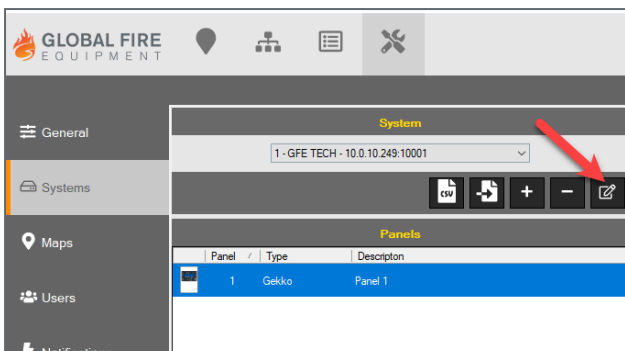 GLOBAL FIRE
EQUIPMENT
General
Systems
Maps
Users
Notifications
System
1 - GFE TECH - 10.0.10.249:10001
CSV
Panels
Panel Type Descripton
1 Gekko Panel 1